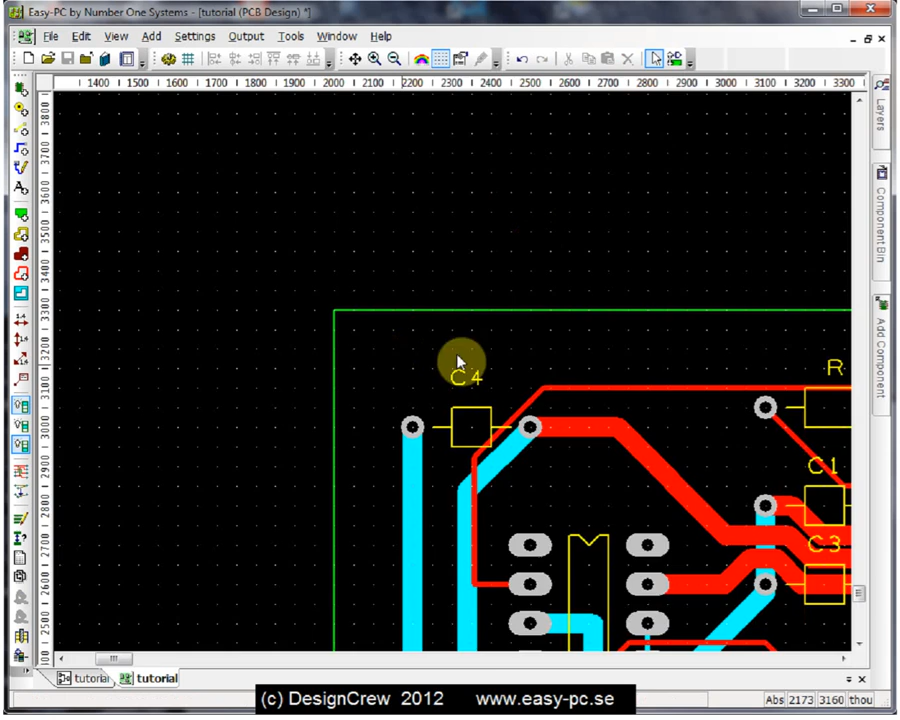 Easy-PC by Number One Systems - [tutorial (PCB Design) *]
File Edit View Add Settings Output Tools Window Help
1400 1500 1600 1700 1800 1900 2000 2100 2200 2300 2400 2500 2600 2700 2800 2900 3000 3100 3200 3300
3800
3700
3600
3500
3400
3300
3200
3100
3000
2900
2800
2700
2600
2500
Layers
Component Bin
Add Component
C4
R
C1
C3
tutorial tutorial
(c) DesignCrew 2012 www.easy-pc.se
Abs 2173 3160 thou